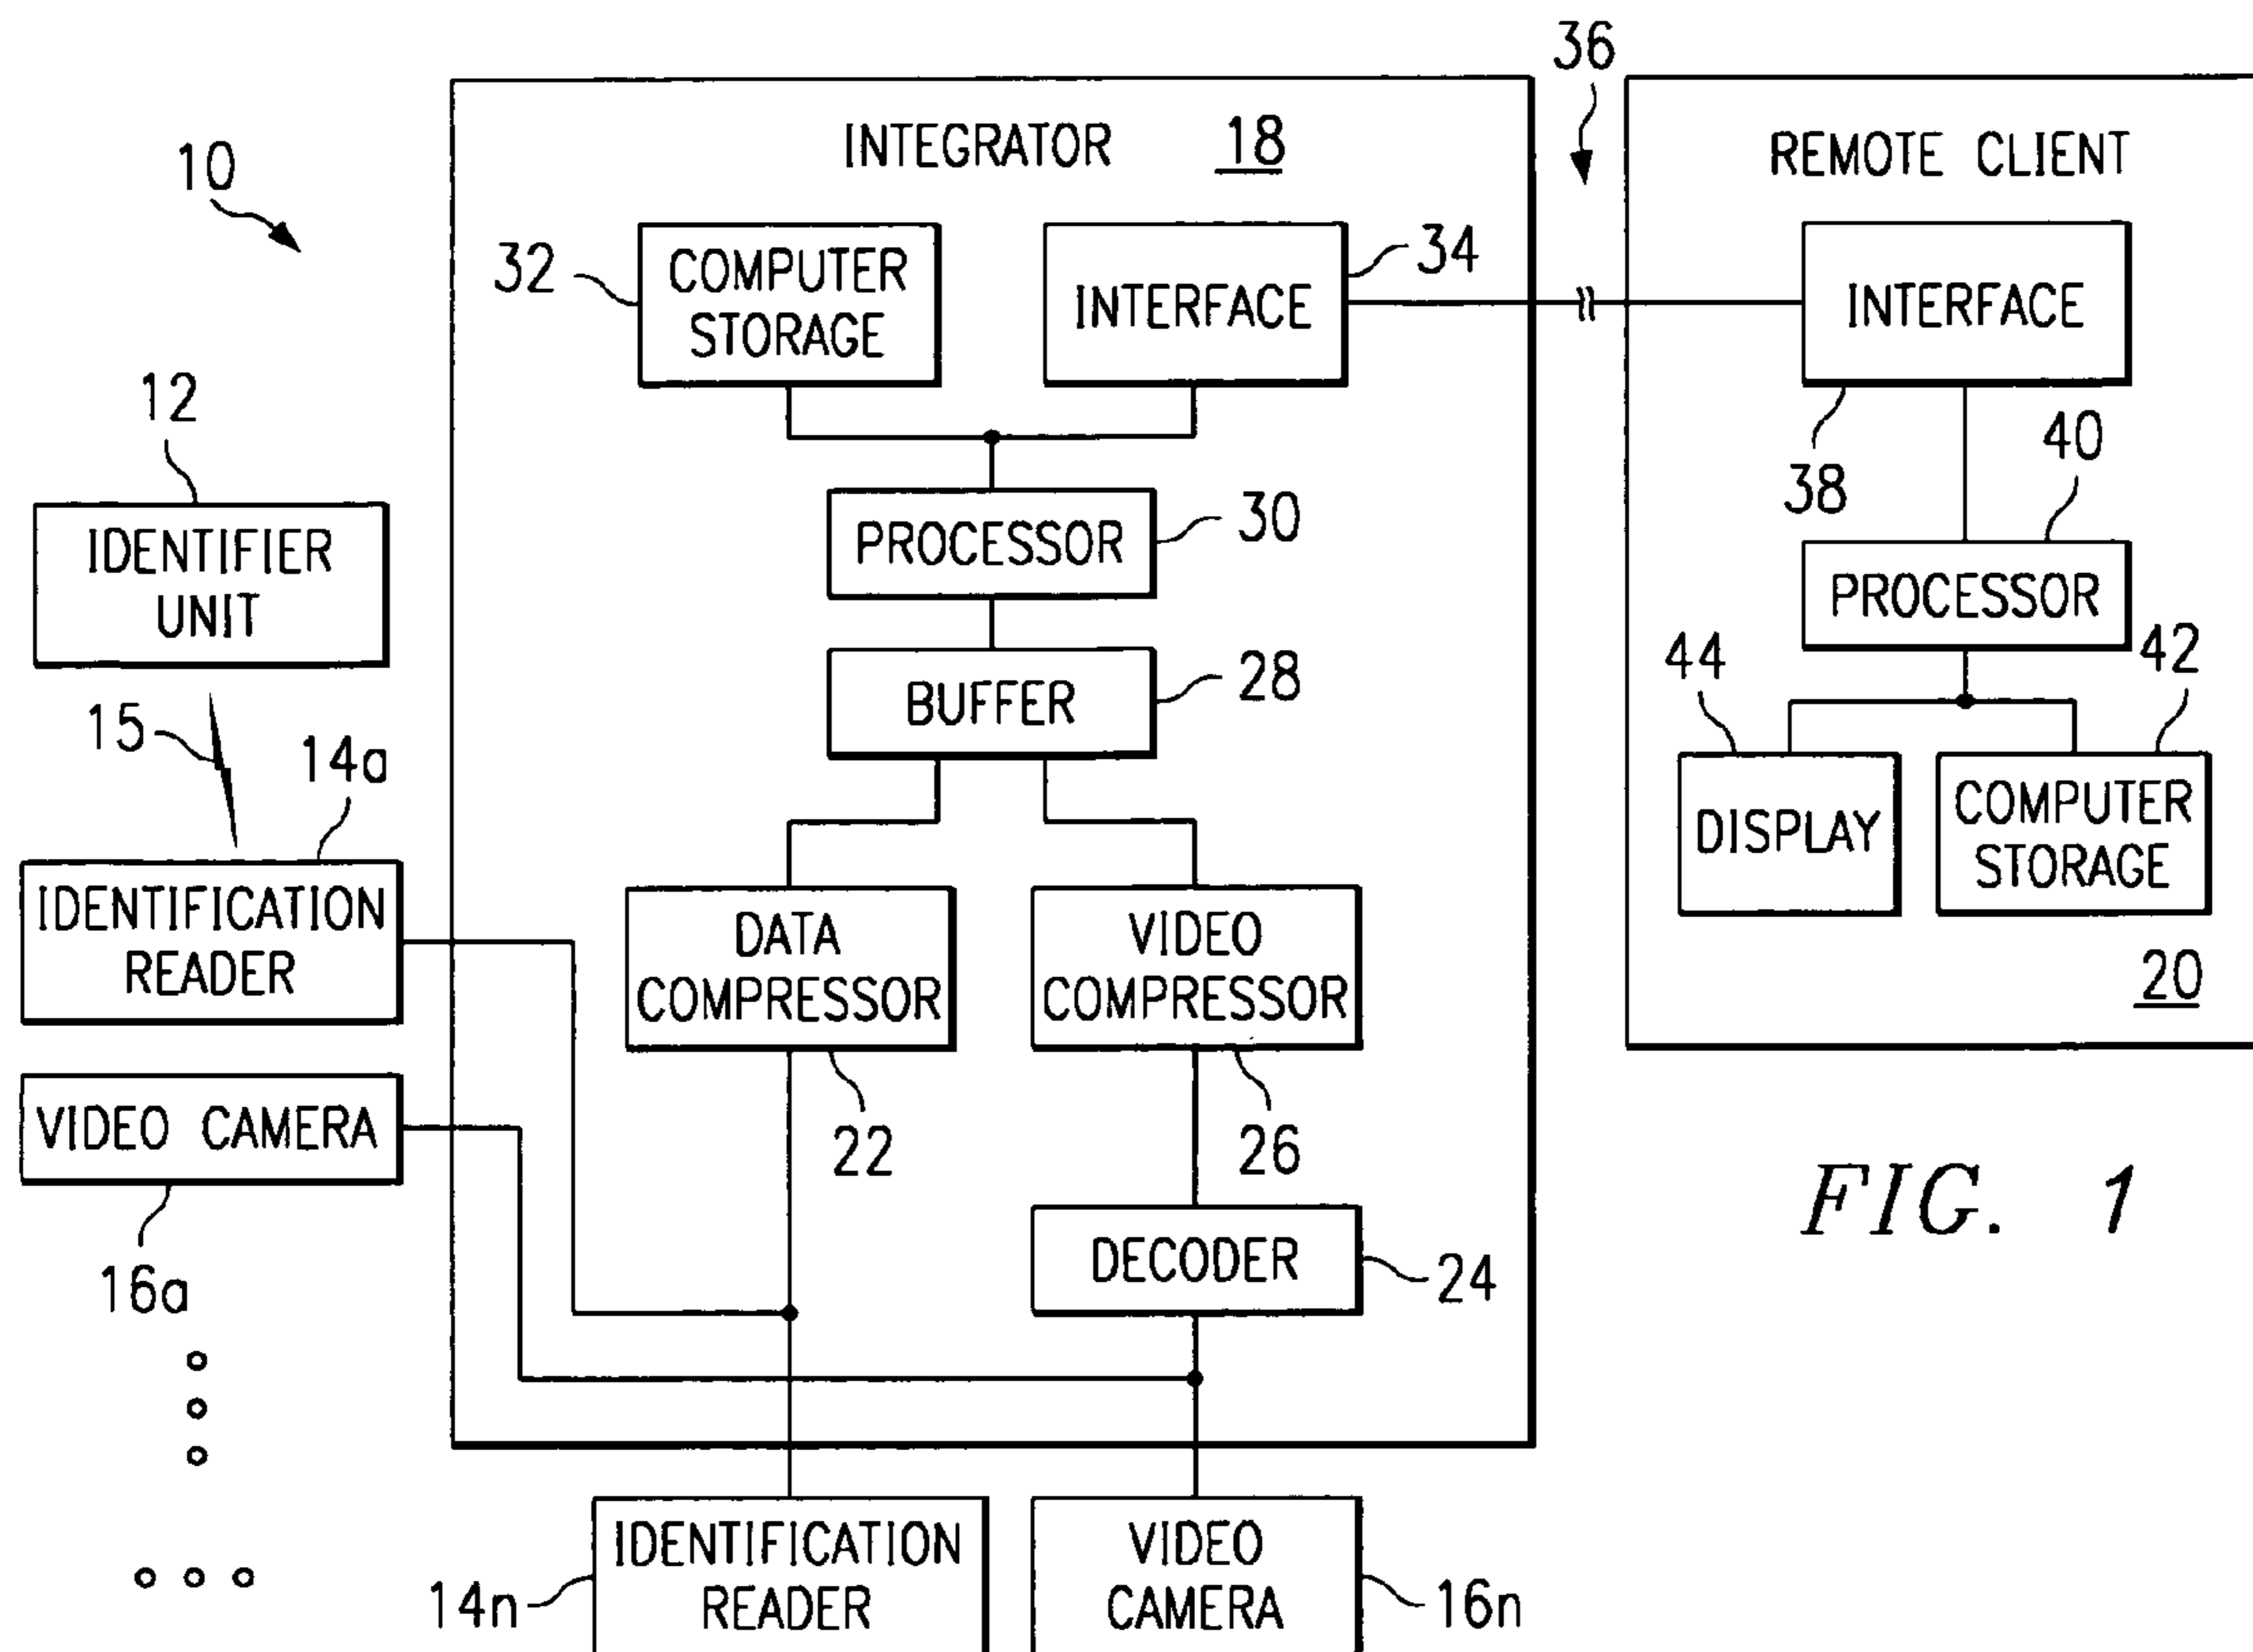 36
INTEGRATOR 18
REMOTE CLIENT
10
32
COMPUTER
STORAGE
INTERFACE
34
INTERFACE
12
38
40
IDENTIFIER
UNIT
PROCESSOR
30
PROCESSOR
15
14a
BUFFER
28
44
42
DISPLAY
COMPUTER
STORAGE
IDENTIFICATION
READER
DATA
COMPRESSOR
VIDEO
COMPRESSOR
20
VIDEO CAMERA
22
26
16a
DECODER
24
FIG. 1
14n
IDENTIFICATION
READER
VIDEO
CAMERA
16n